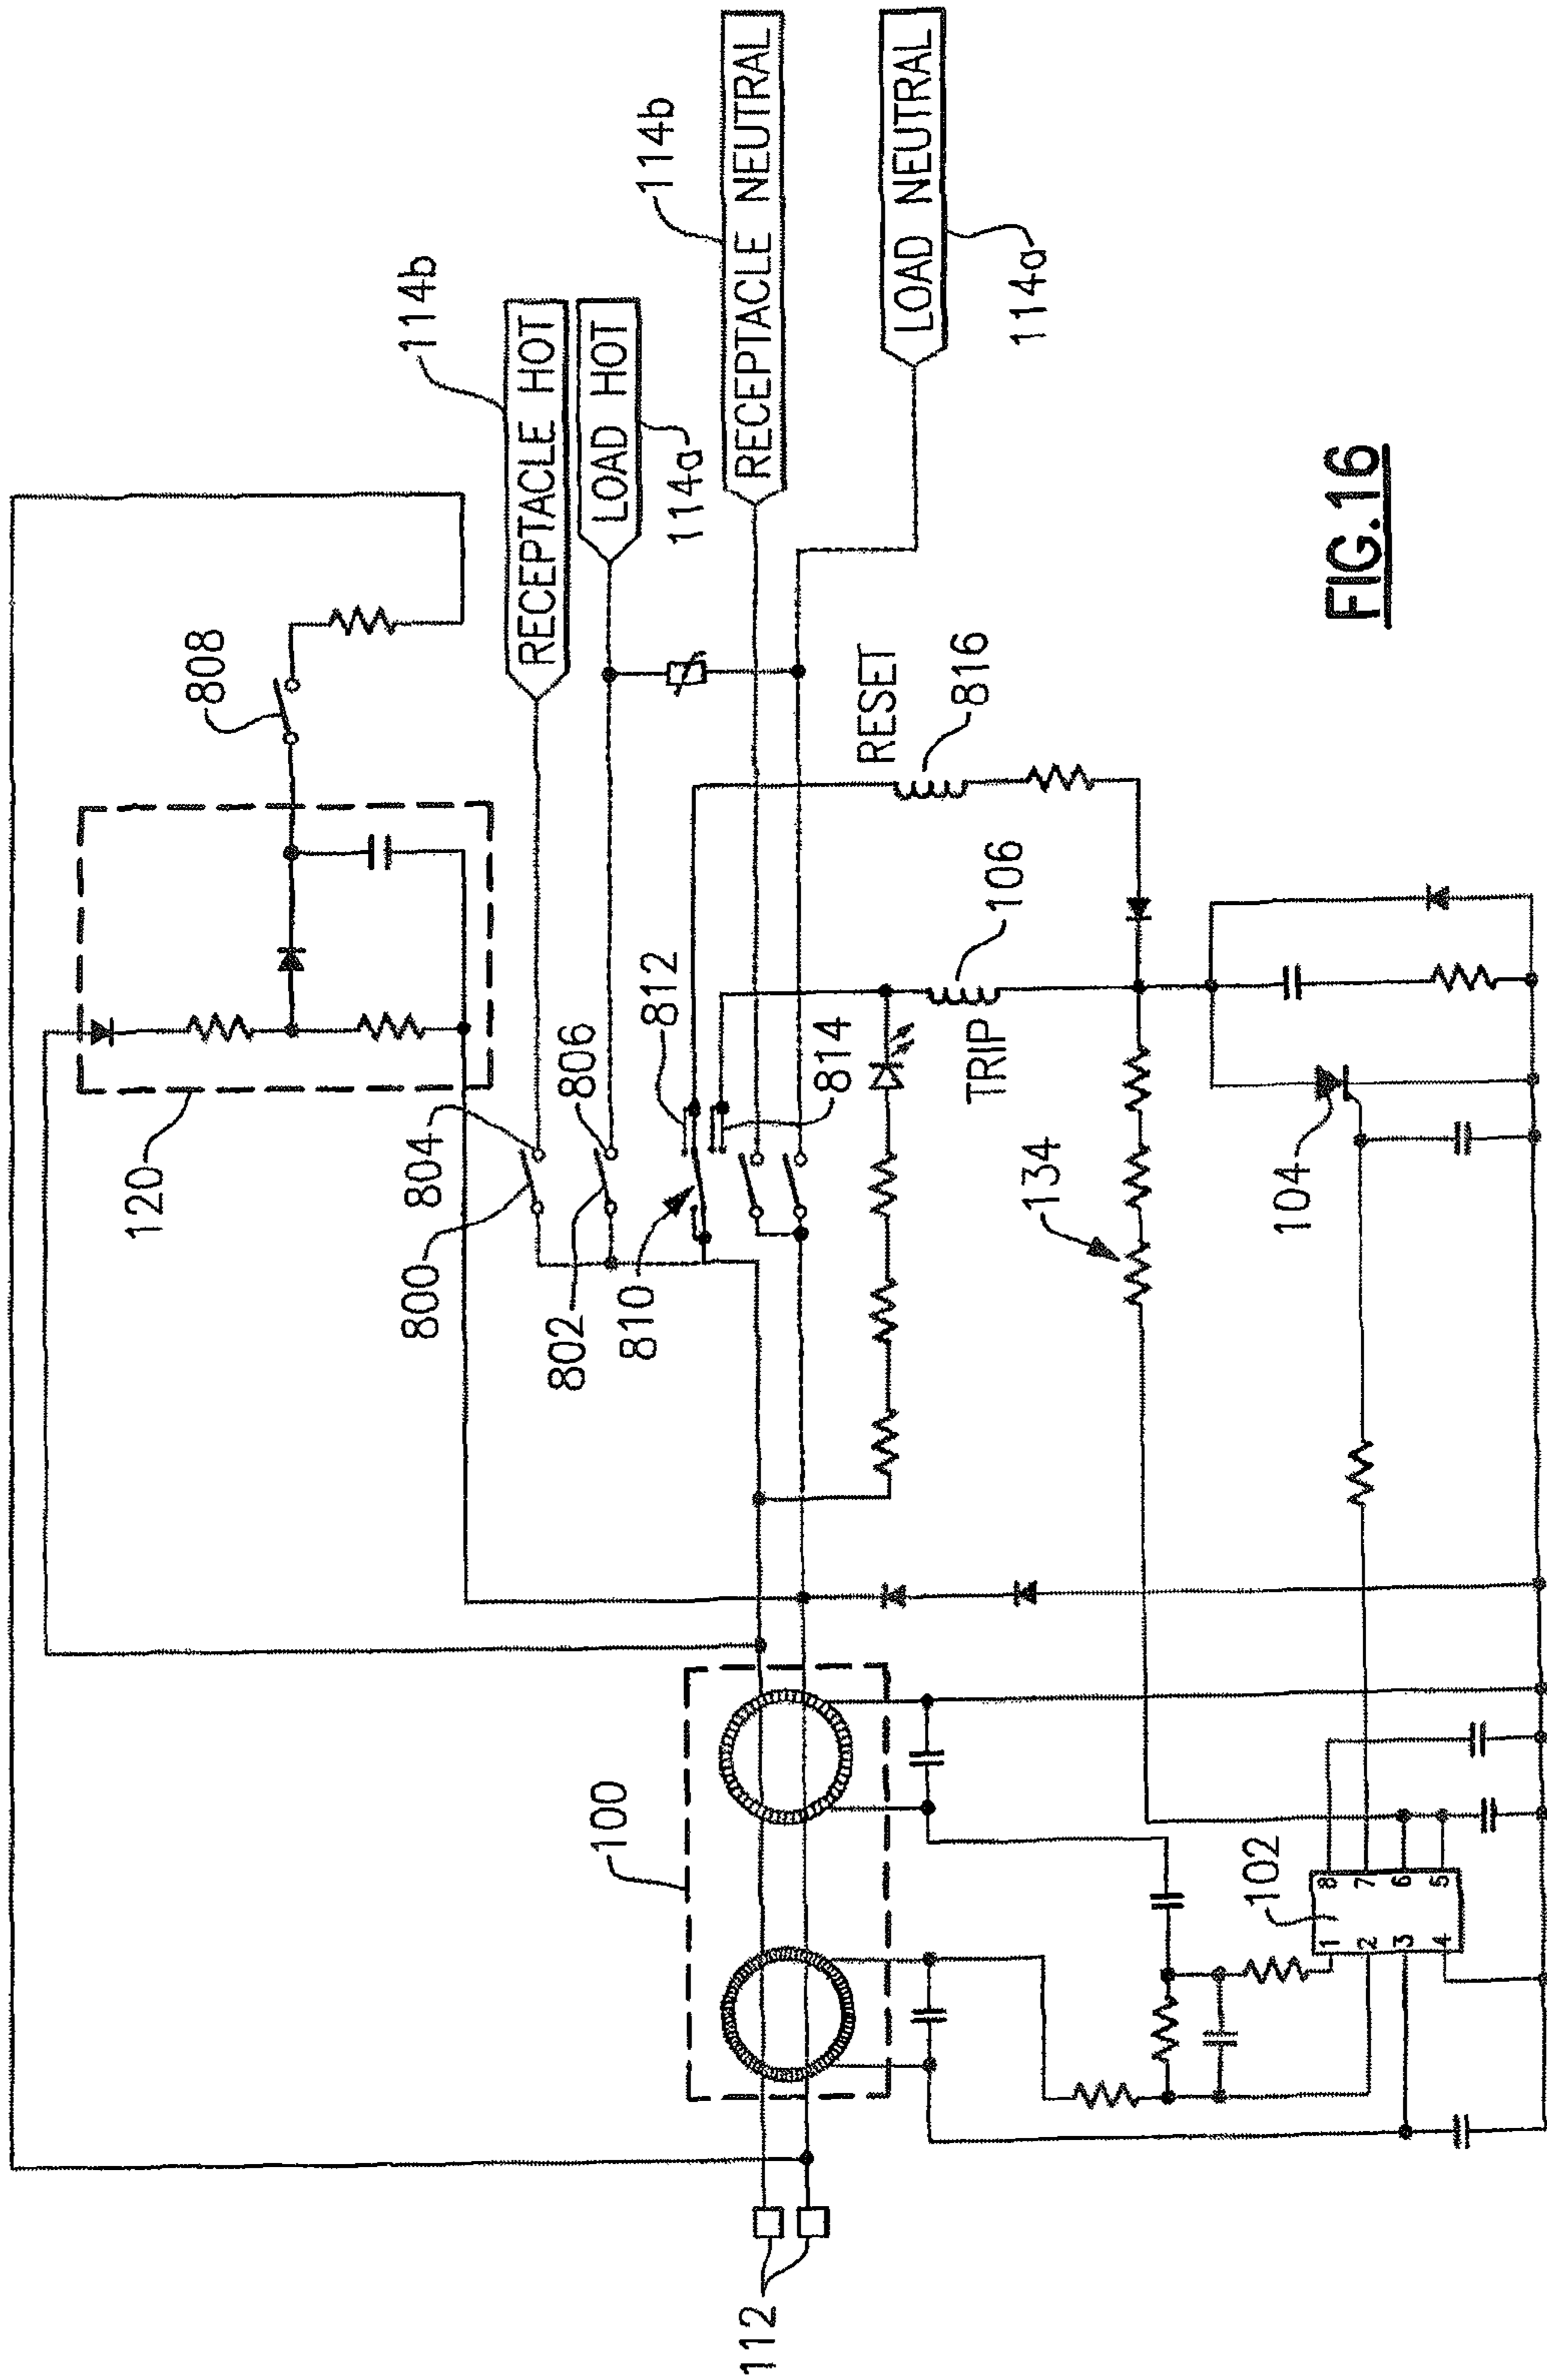 112
100
120
808
804
800
802
806
810
812
814
114b
RECEPTACLE HOT
LOAD HOT
114a
114b
RECEPTACLE NEUTRAL
LOAD NEUTRAL
114a
RESET
816
106
TRIP
134
104
102
1
2
3
4
8
7
6
5
FIG.16